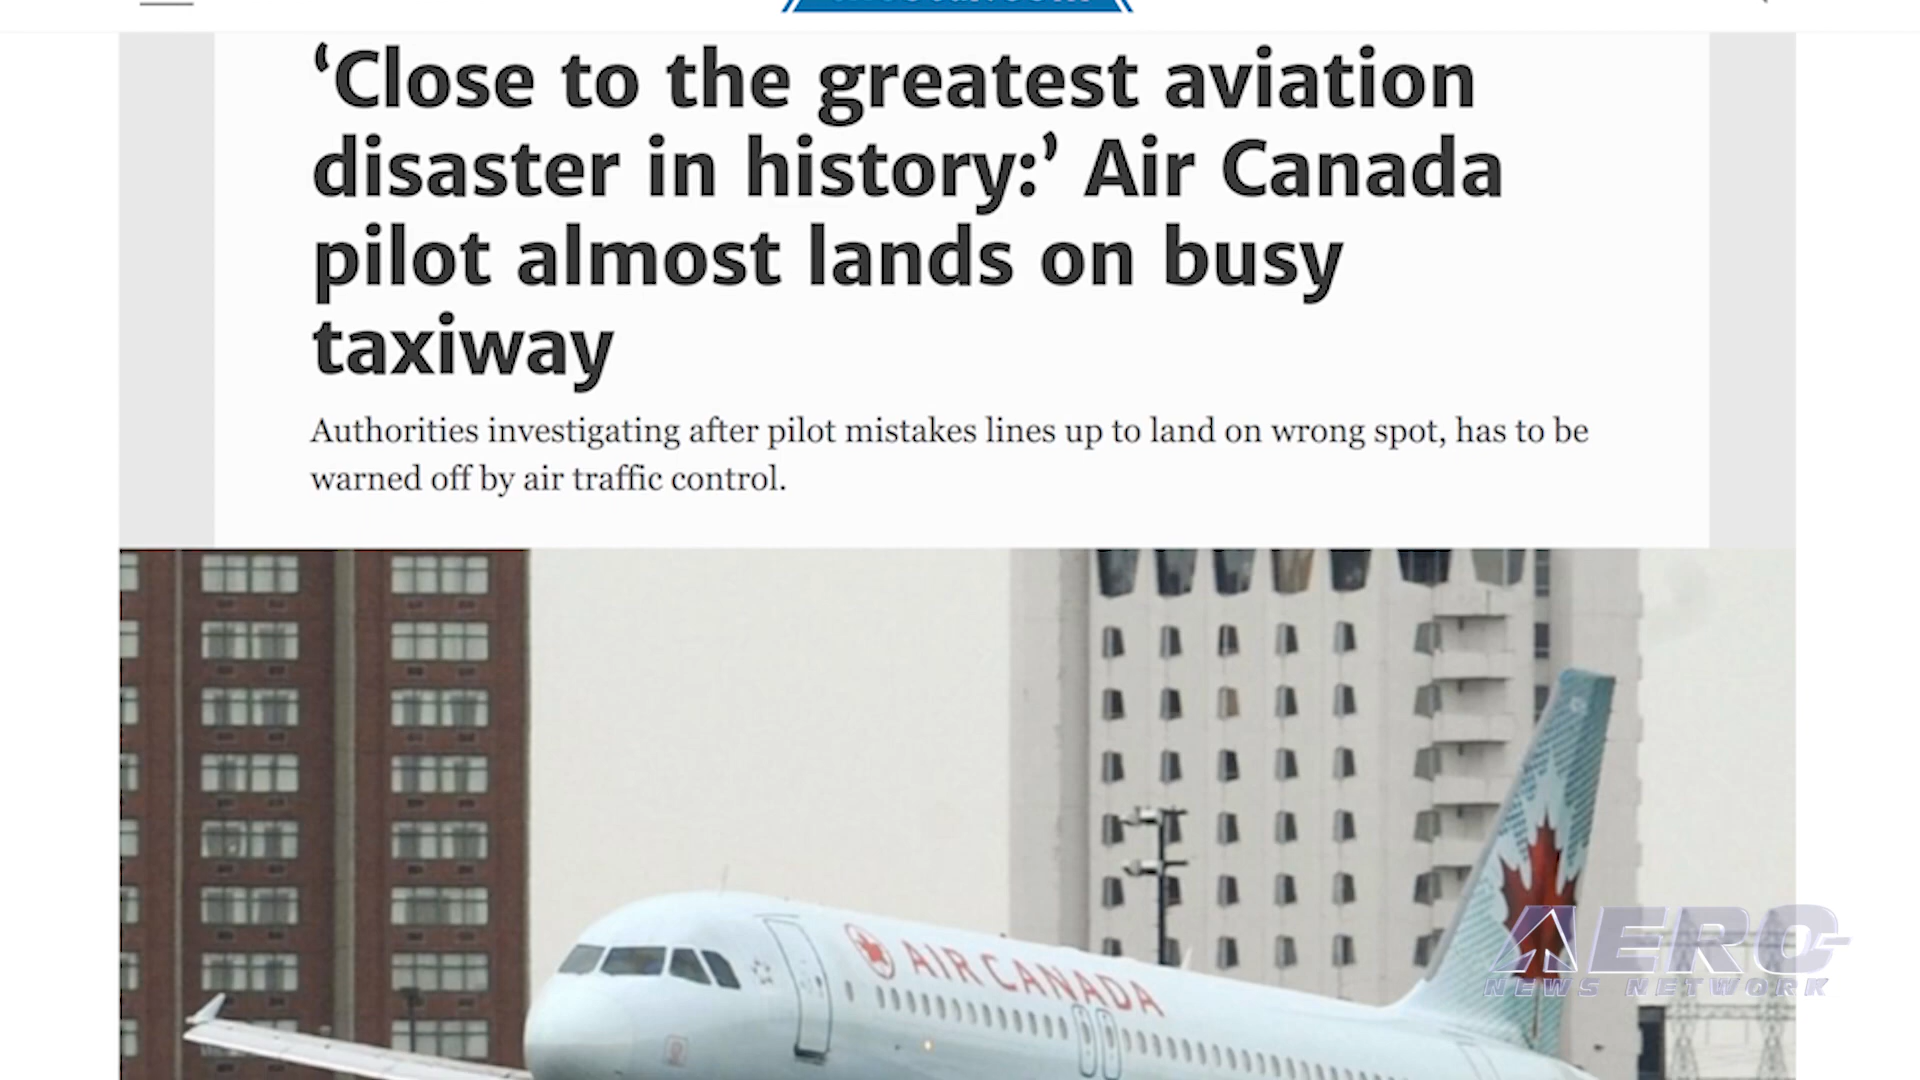 ‘Close to the greatest aviation
disaster in history:’ Air Canada
pilot almost lands on busy
taxiway
Authorities investigating after pilot mistakes lines up to land on wrong spot, has to be
warned off by air traffic control.
AIR CANADA
AERO
NEWS NETWORK